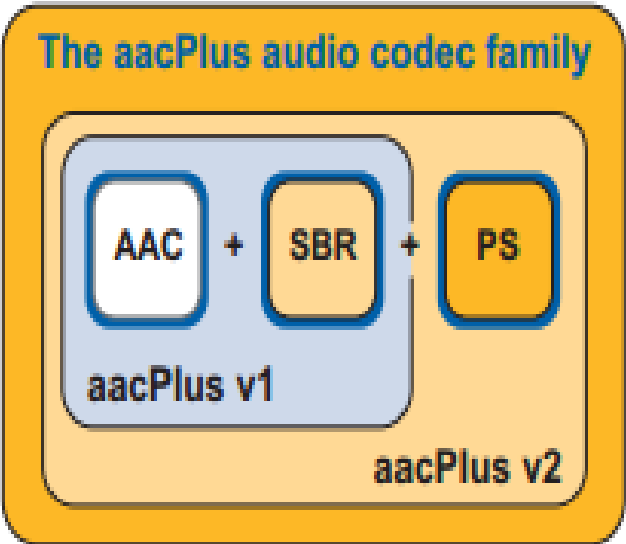 The aacPlus audio codec family
AAC + SBR + PS
aacPlus v1
aacPlus v2